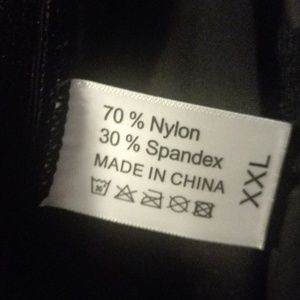 70 % Nylon
30 % Spandex
MADE IN CHINA
XXL